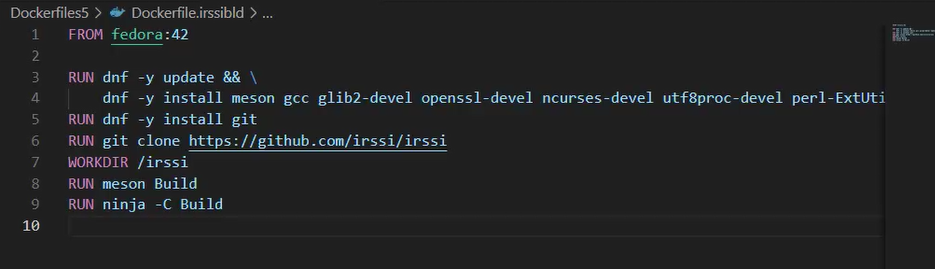 Dockerfiles5 > Dockerfile.irssibld > ...
1 FROM fedora:42
2
3 RUN dnf -y update && \
4 dnf -y install meson gcc glib2-devel openssl-devel ncurses-devel utf8proc-devel perl-ExtUti
5 RUN dnf -y install git
6 RUN git clone https://github.com/irssi/irssi
7 WORKDIR /irssi
8 RUN meson Build
9 RUN ninja -C Build
10